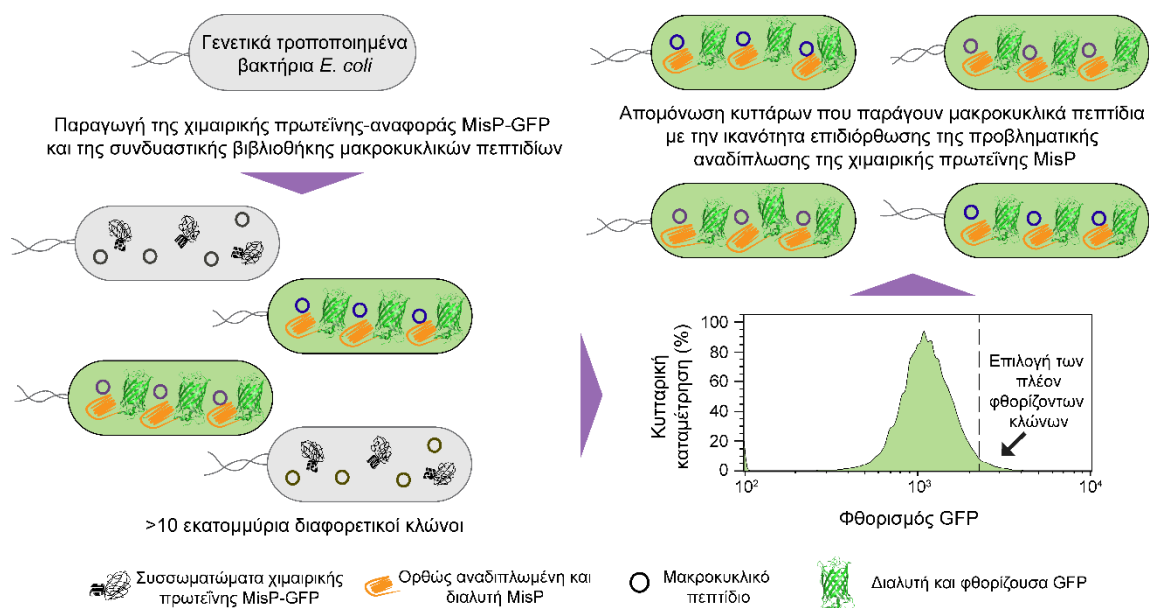 Γενετικά τροποποιημένα
βακτήρια E. coli
Παραγωγή της χιμαιρικής πρωτεΐνης-αναφοράς MisP-GFP
και της συνδυαστικής βιβλιοθήκης μακροκυκλικών πεπτιδίων
>10 εκατομμύρια διαφορετικοί κλώνοι
Απομόνωση κυττάρων που παράγουν μακροκυκλικά πεπτίδια
με την ικανότητα επιδιόρθωσης της προβληματικής
αναδίπλωσης της χιμαιρικής πρωτεΐνης MisP
Κυτταρική
καταμέτρηση (%)
100
80
60
40
20
0
Επιλογή των
πλέον
φθοριζόντων
κλώνων
10²
10³
10⁴
Φθορισμός GFP
Συσσωματώματα χιμαιρικής
πρωτεΐνης MisP-GFP
Ορθώς αναδιπλωμένη και
διαλυτή MisP
Μακροκυκλικό
πεπτίδιο
Διαλυτή και φθορίζουσα GFP